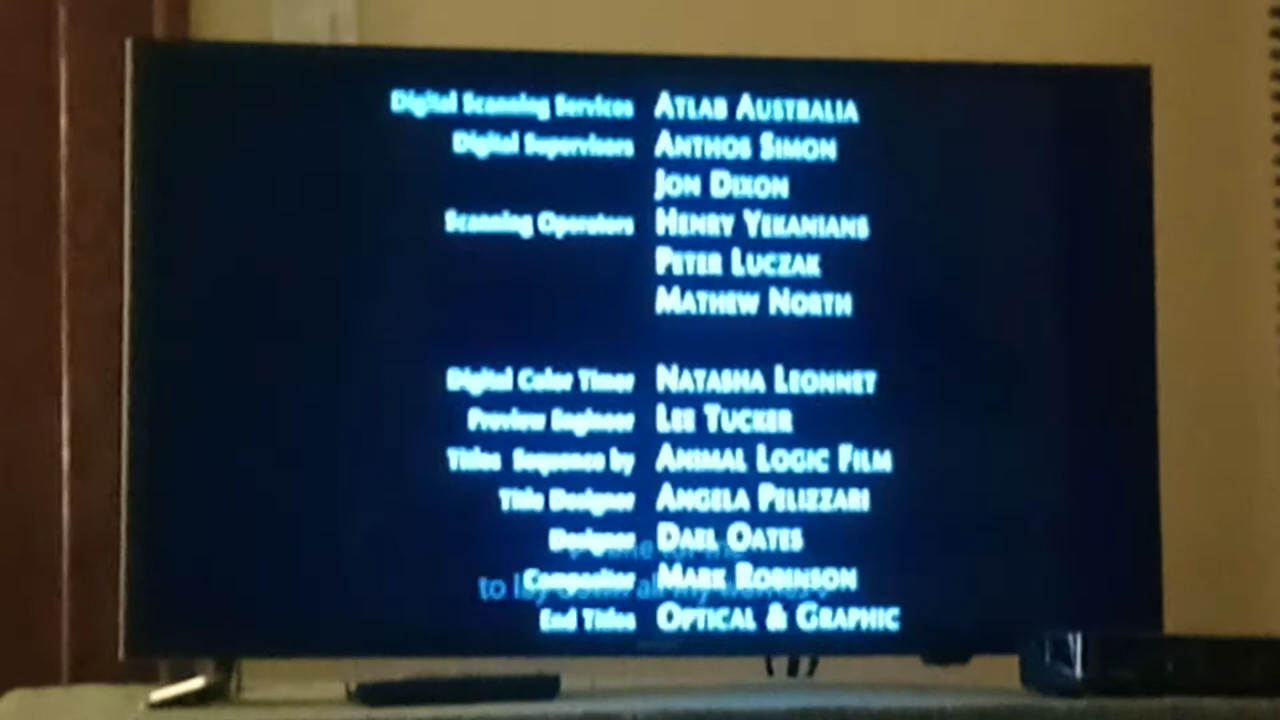 Digital Scanning Services ATLAB AUSTRALIA
Digital Supervisors ANTHOS SIMON
JON DIXON
Scanning Operators HENRY YEKANIANS
PETER LUCZAK
MATHEW NORTH
Digital Color Timer NATASHA LEONNET
Preview Engineer LEE TUCKER
Titles Sequence by ANIMAL LOGIC FILM
Title Designer ANGELA PELIZZARI
Designer DAEL OATES
Compositor MARK ROBINSON
to lay
End Titles OPTICAL & GRAPHIC